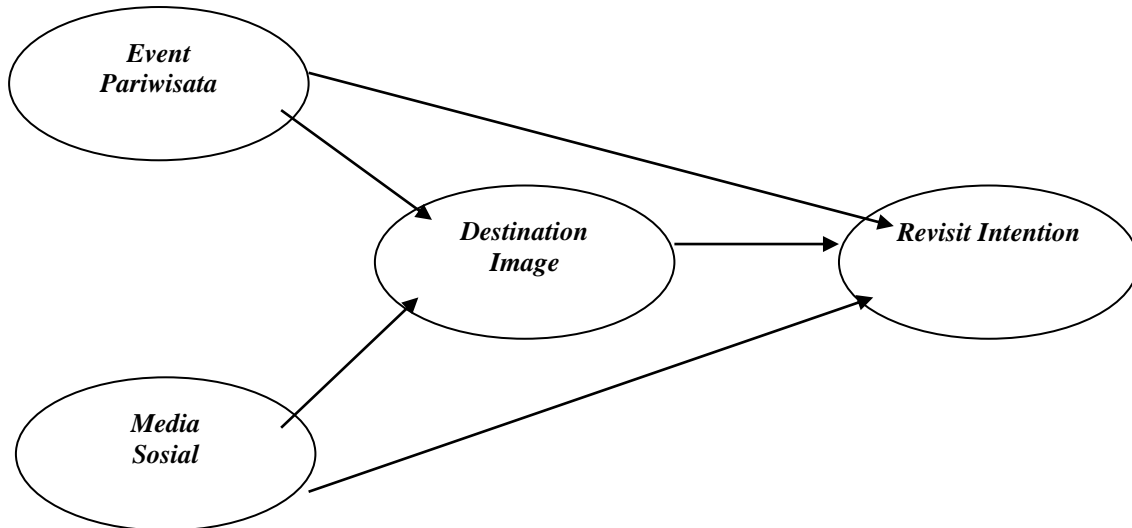 Event
Pariwisata
Destination
Image
Revisit Intention
Media
Sosial